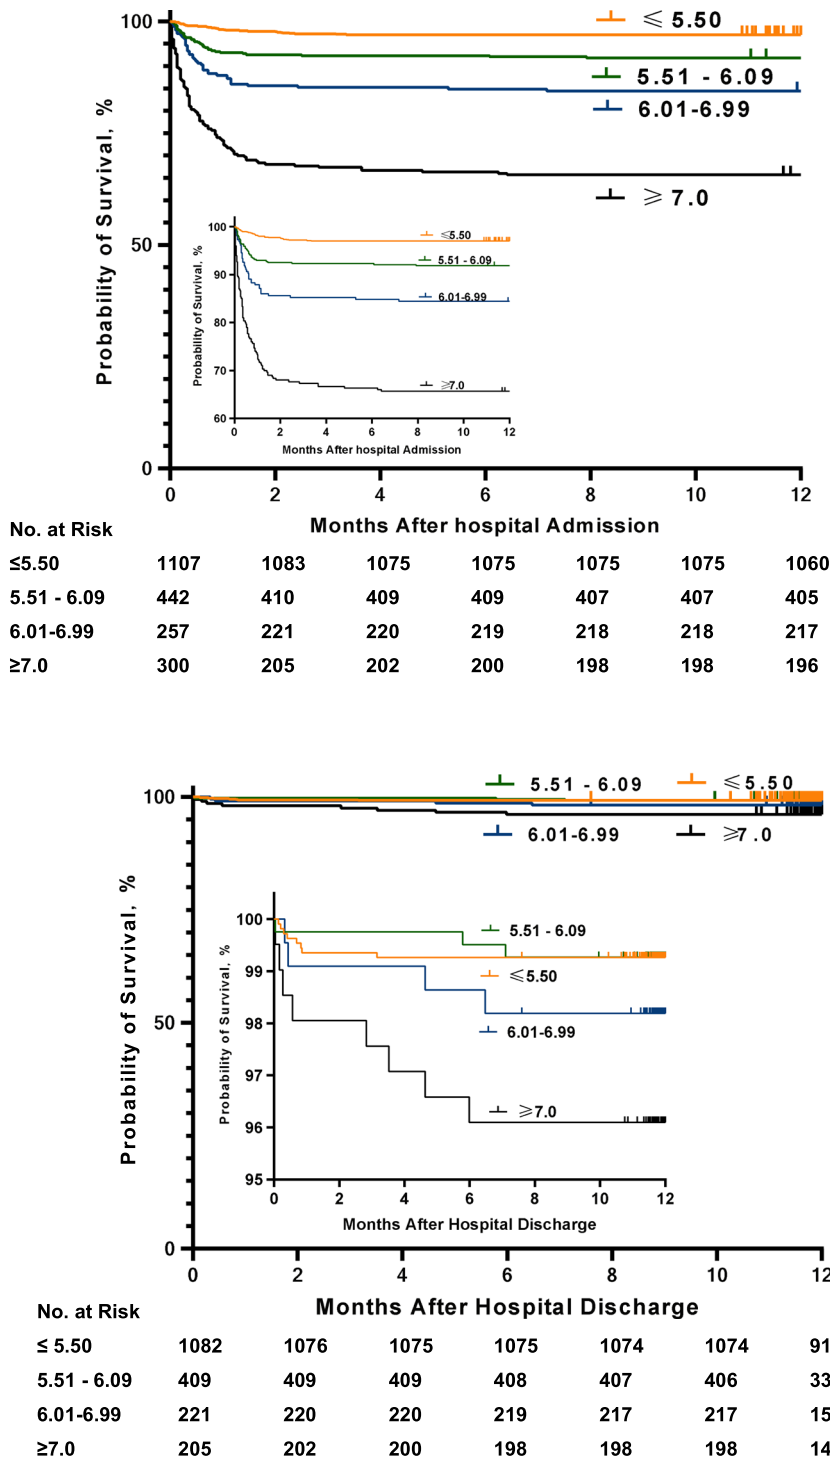 100
≤ 5.50
5.51 - 6.09
6.01-6.99
≥ 7.0
50
0
Probability of Survival, %
100
90
80
70
60
Probability of Survival, %
≤5.50
5.51 - 6.09
6.01-6.99
≥7.0
0 2 4 6 8 10 12
Months After hospital Admission
0 2 4 6 8 10 12
Months After hospital Admission
No. at Risk
≤5.50 1107 1083 1075 1075 1075 1075 1060
5.51 - 6.09 442 410 409 409 407 407 405
6.01-6.99 257 221 220 219 218 218 217
≥7.0 300 205 202 200 198 198 196
5.51 - 6.09 ≤5.50
100
6.01-6.99 ≥7.0
50
0
Probability of Survival, %
100
99
98
97
96
95
Probability of Survival, %
5.51 - 6.09
≤5.50
6.01-6.99
≥7.0
0 2 4 6 8 10 12
Months After Hospital Discharge
0 2 4 6 8 10 12
Months After Hospital Discharge
No. at Risk
≤ 5.50 1082 1076 1075 1075 1074 1074 91
5.51 - 6.09 409 409 409 408 407 406 33
6.01-6.99 221 220 220 219 217 217 15
≥7.0 205 202 200 198 198 198 14